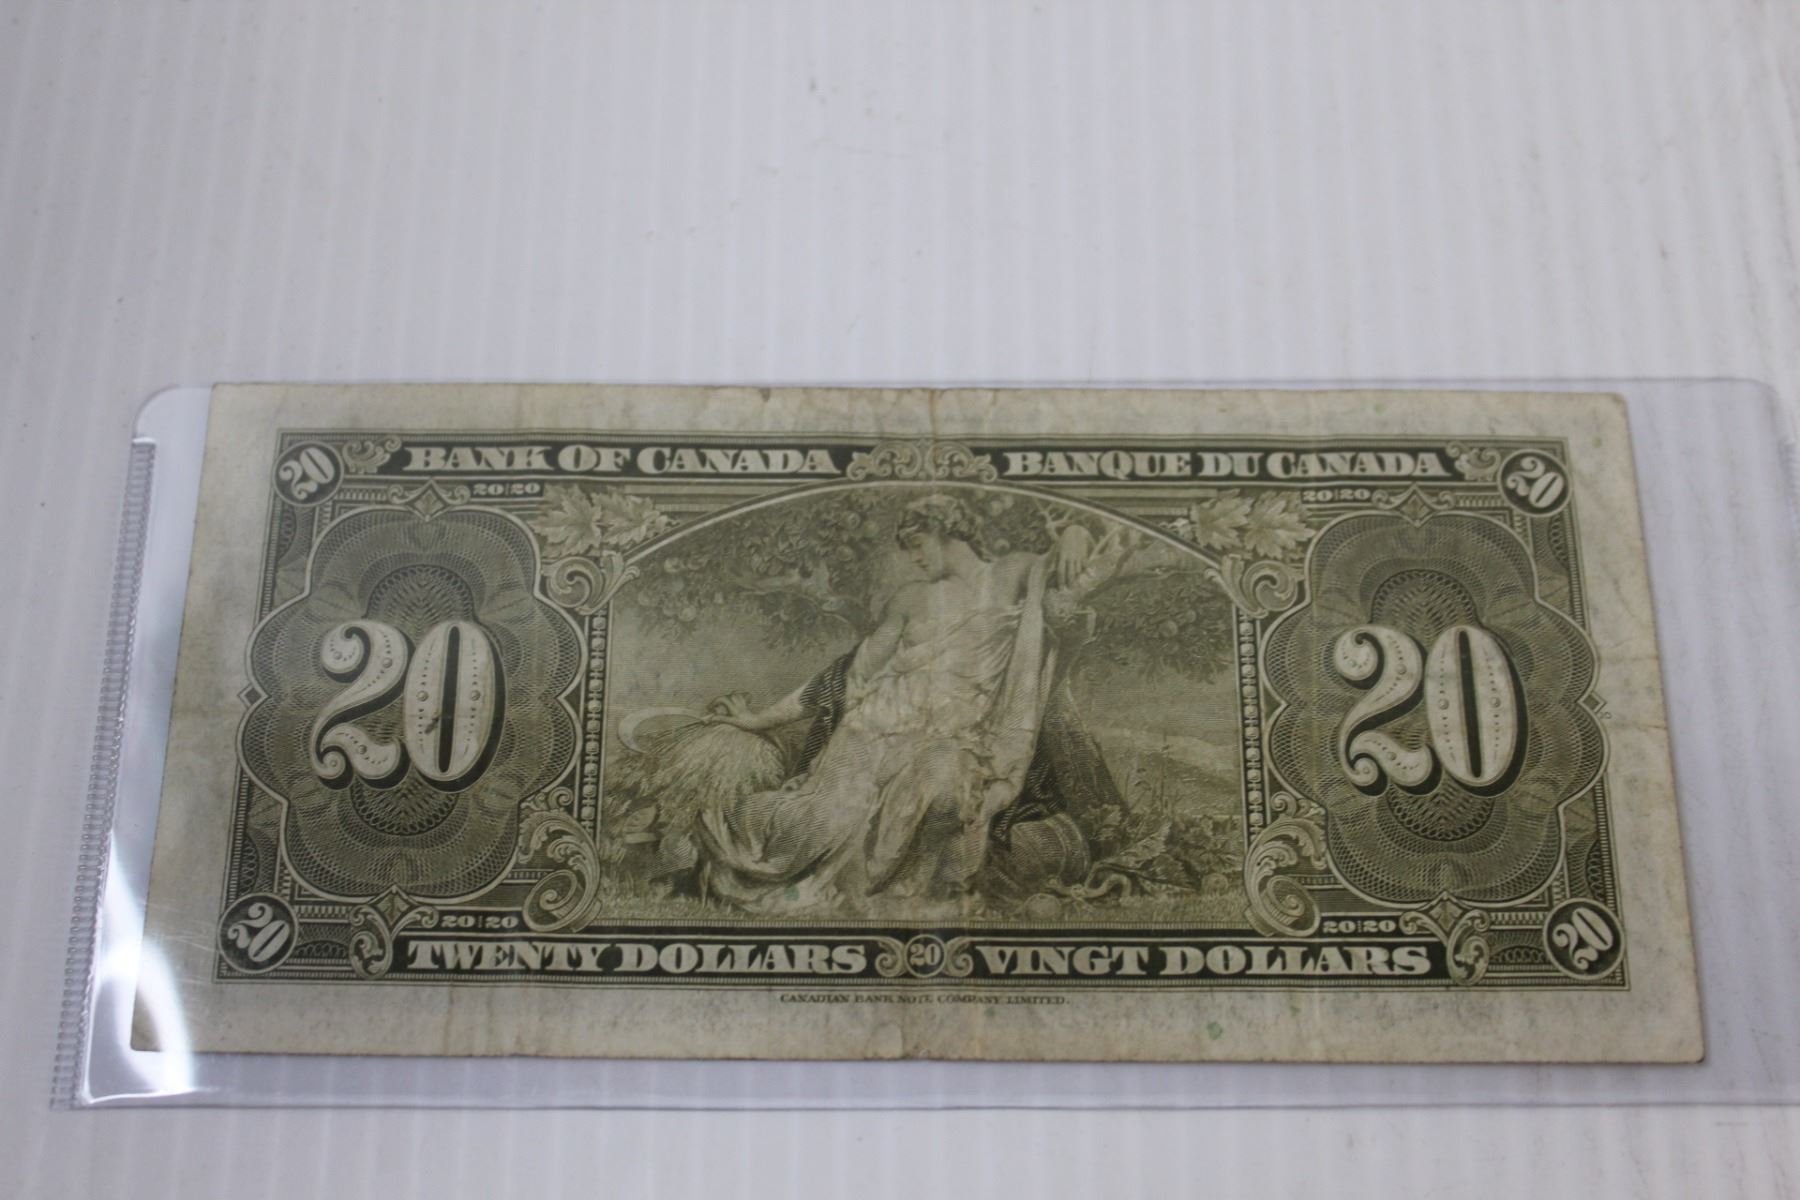 20 BANK OF CANADA BANQUE DU CANADA 20
20 20 20 20
20 20
20 20 20 20
20 TWENTY DOLLARS 20 VINGT DOLLARS 20
CANADIAN BANK NOTE COMPANY LIMITED.